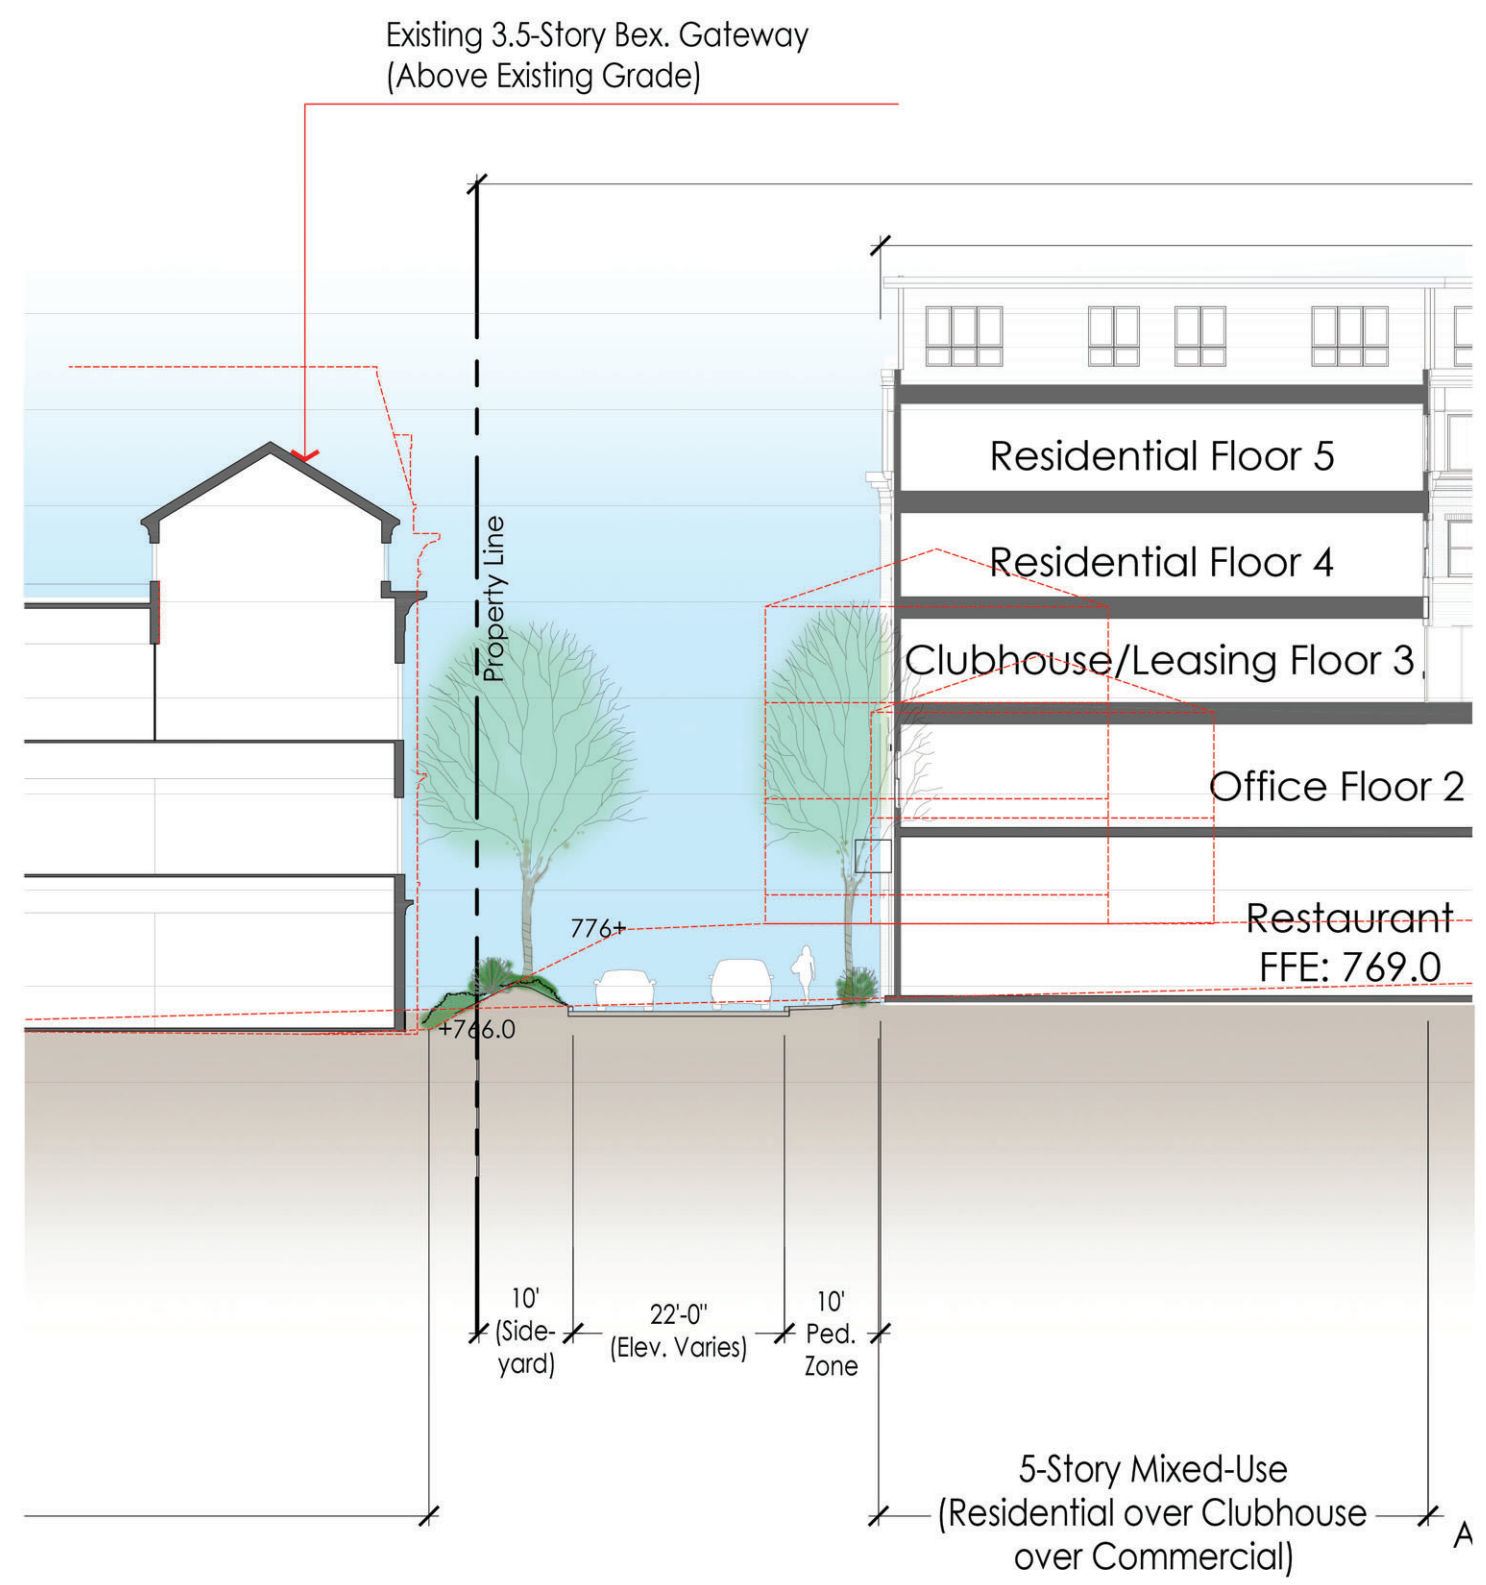 Existing 3.5-Story Bex. Gateway
(Above Existing Grade)
Property Line
Residential Floor 5
Residential Floor 4
Clubhouse/Leasing Floor 3
Office Floor 2
Restaurant
FFE: 769.0
776+
+766.0
10'
(Side-
yard)
22'-0"
(Elev. Varies)
10'
Ped.
Zone
5-Story Mixed-Use
(Residential over Clubhouse
over Commercial)
A